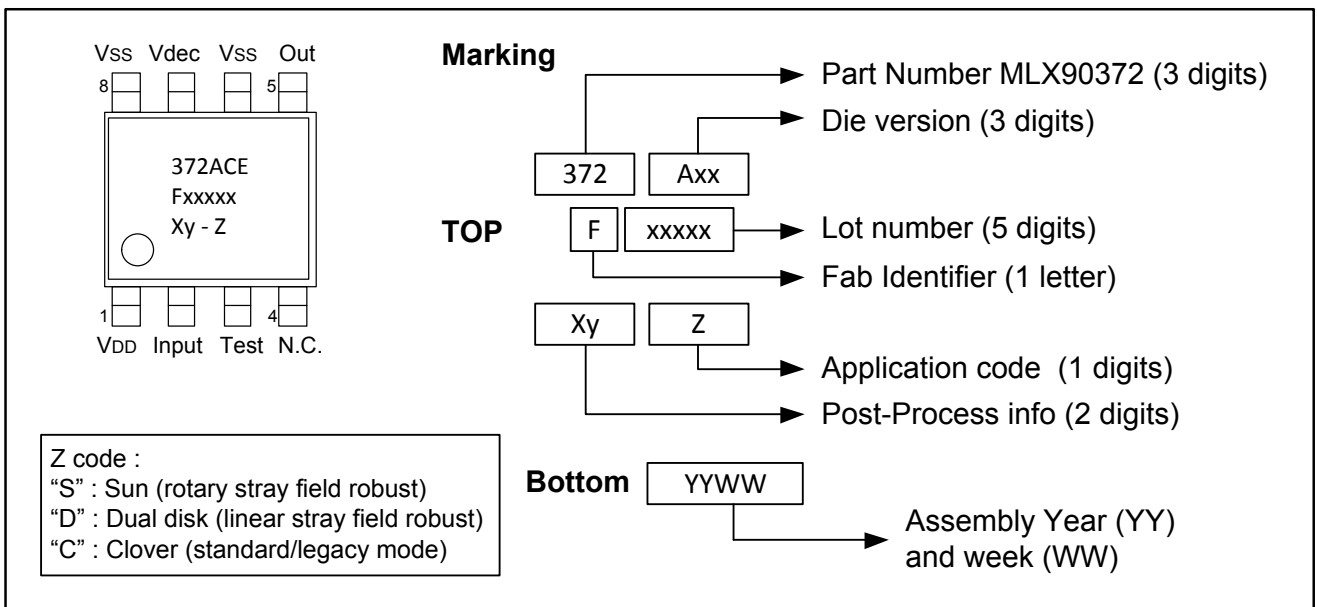 Vss Vdec Vss Out
8 5
372ACE
Fxxxxx
Xy - Z
1 4
VDD Input Test N.C.
Marking
Part Number MLX90372 (3 digits)
Die version (3 digits)
372 Axx
TOP
F xxxxx
Lot number (5 digits)
Fab Identifier (1 letter)
Xy Z
Application code (1 digits)
Post-Process info (2 digits)
Z code :
“S” : Sun (rotary stray field robust)
“D” : Dual disk (linear stray field robust)
“C” : Clover (standard/legacy mode)
Bottom YYWW
Assembly Year (YY)
and week (WW)